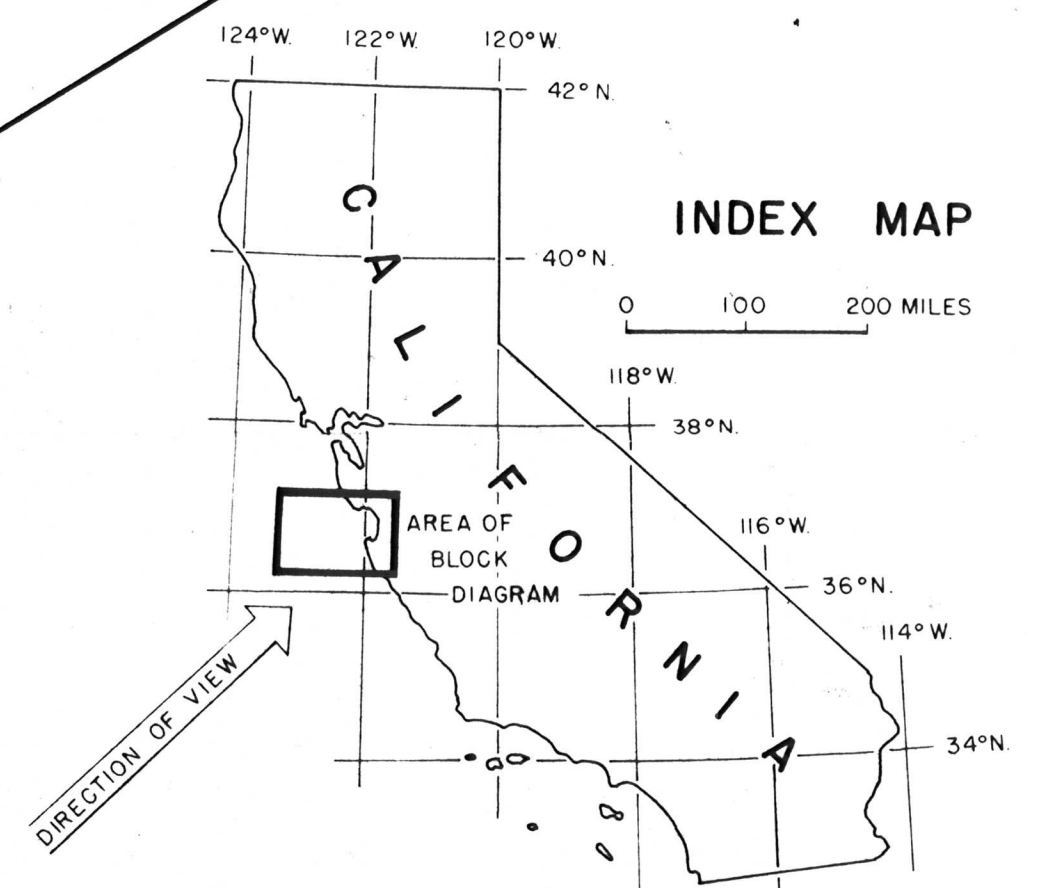 124°W. 122°W. 120°W.
42°N.
INDEX MAP
40°N.
0 100 200 MILES
118°W.
38°N.
CALIFORNIA
116°W.
AREA OF
BLOCK
DIAGRAM
36°N.
114°W.
DIRECTION OF VIEW
34°N.